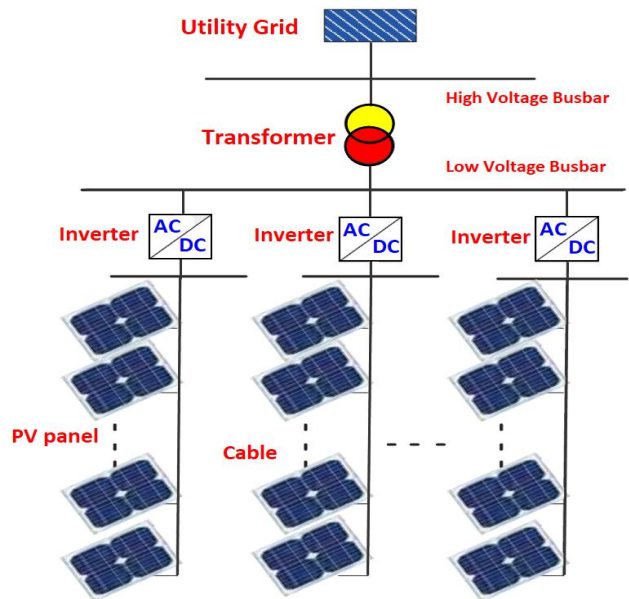 Utility Grid
High Voltage Busbar
Transformer
Low Voltage Busbar
Inverter
AC
DC
Inverter
AC
DC
Inverter
AC
DC
PV panel
Cable